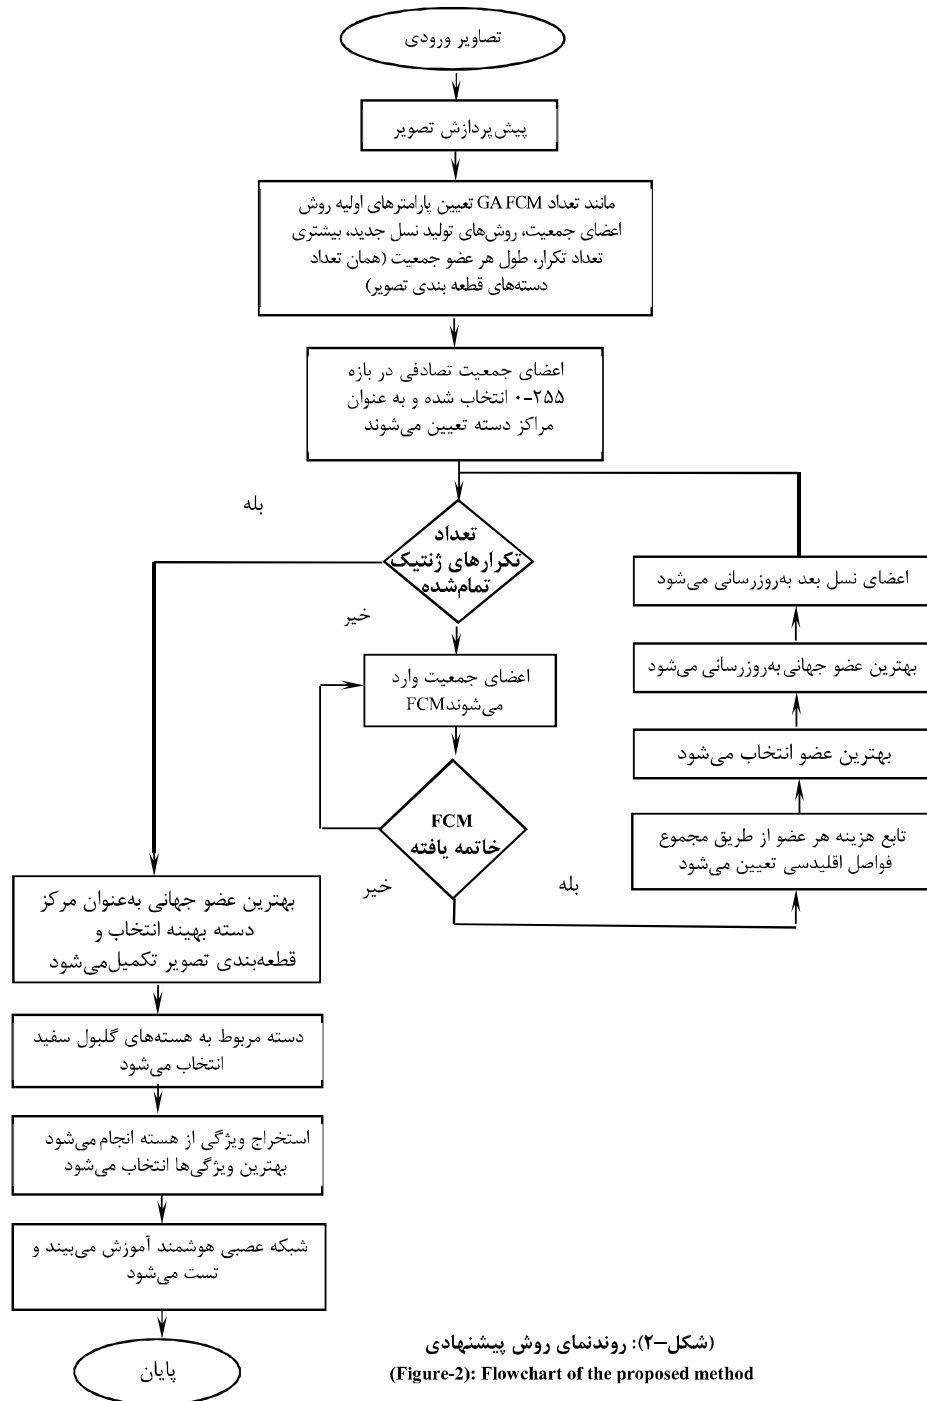 تصاویر ورودی
پیش‌پردازش تصویر
مانند تعداد GAFCM تعیین پارامترهای اولیه روش
اعضای جمعیت، روش‌های تولید نسل جدید، بیشتری
تعداد تکرار، طول هر عضو جمعیت (همان تعداد
دسته‌های قطعه بندی تصویر)
اعضای جمعیت تصادفی در بازه
۰-۲۵۵ انتخاب شده و به عنوان
مراکز دسته تعیین می‌شوند
بله
تعداد
تکرارهای ژنتیک
تمام‌شده
خیر
اعضای جمعیت وارد
می‌شوندFCM
FCM
خاتمه یافته
خیر
بله
تابع هزینه هر عضو از طریق مجموع
فواصل اقلیدسی تعیین می‌شود
بهترین عضو انتخاب می‌شود
بهترین عضو جهانی به‌روزرسانی می‌شود
اعضای نسل بعد به‌روزرسانی می‌شود
بهترین عضو جهانی به‌عنوان مرکز
دسته بهینه انتخاب و
قطعه‌بندی تصویر تکمیل‌می‌شود
دسته مربوط به هسته‌های گلبول سفید
انتخاب می‌شود
استخراج ویژگی از هسته انجام می‌شود
بهترین ویژگی‌ها انتخاب می‌شود
شبکه عصبی هوشمند آموزش می‌بیند و
تست می‌شود
پایان
(شکل-۲): روندنمای روش پیشنهادی
(Figure-2): Flowchart of the proposed method